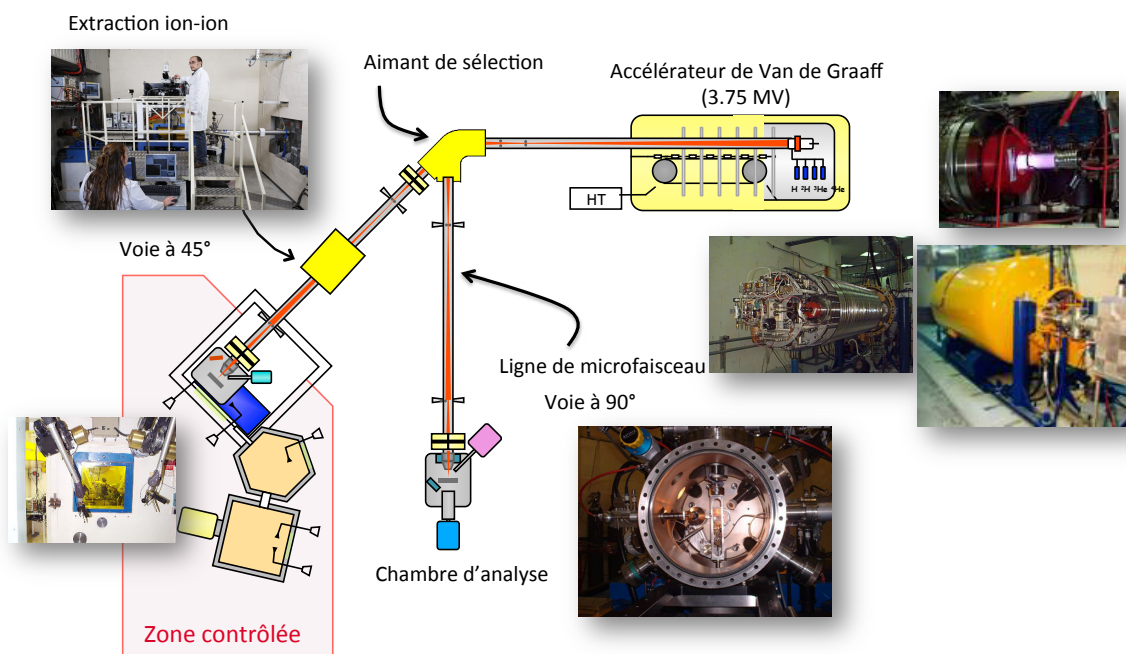 Extraction ion-ion
Aimant de sélection
Accélérateur de Van de Graaff
(3.75 MV)
HT
H ²H ³He ⁴He
Voie à 45°
Ligne de microfaisceau
Voie à 90°
Chambre d'analyse
Zone contrôlée